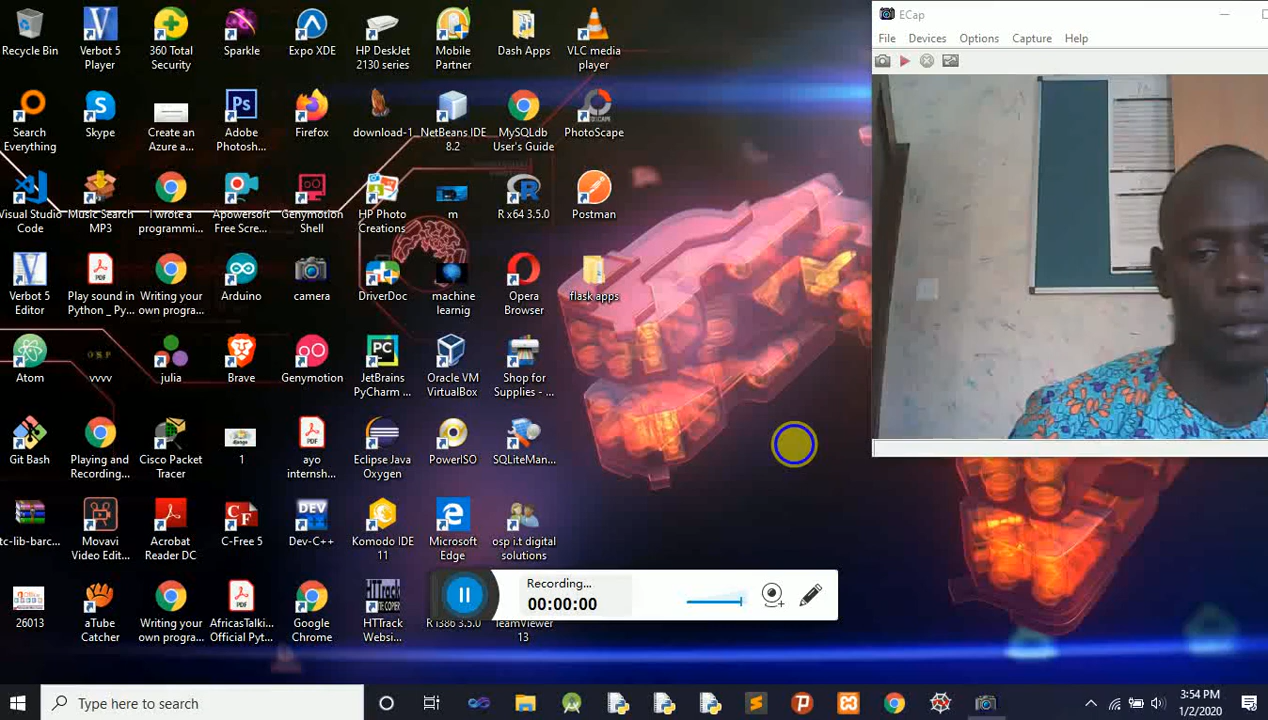 Recycle Bin
Verbot 5
Player
360 Total
Security
Sparkle
Expo XDE
HP DeskJet
2130 series
Mobile
Partner
Dash Apps
VLC media
player
ECap
File Devices Options Capture Help
Search
Everything
Skype
Create an
Azure a...
Adobe
Photosh...
Firefox
download-1
NetBeans IDE
8.2
MySQLdb
User's Guide
PhotoScape
Visual Studio
Code
Music Search
MP3
i wrote a
programmi...
Apowersoft
Free Scre...
Genymotion
Shell
HP Photo
Creations
m
R x64 3.5.0
Postman
Verbot 5
Editor
Play sound in
Python _ Py...
Writing your
own progra...
Arduino
camera
DriverDoc
machine
learnig
Opera
Browser
flask apps
Atom
vvvv
julia
Brave
Genymotion
JetBrains
PyCharm ...
Oracle VM
VirtualBox
Shop for
Supplies - ...
Git Bash
Playing and
Recording...
Cisco Packet
Tracer
1
ayo
internsh...
Eclipse Java
Oxygen
PowerISO
SQLiteMan...
tc-lib-barc...
Movavi
Video Edit...
Acrobat
Reader DC
C-Free 5
Dev-C++
Komodo IDE
11
Microsoft
Edge
osp i.t digital
solutions
26013
aTube
Catcher
Writing your
own progra...
AfricasTalki...
Official Pyt...
Google
Chrome
HTTrack
Websi...
R i386 3.5.0
TeamViewer
13
Recording...
00:00:00
Type here to search
3:54 PM
1/2/2020